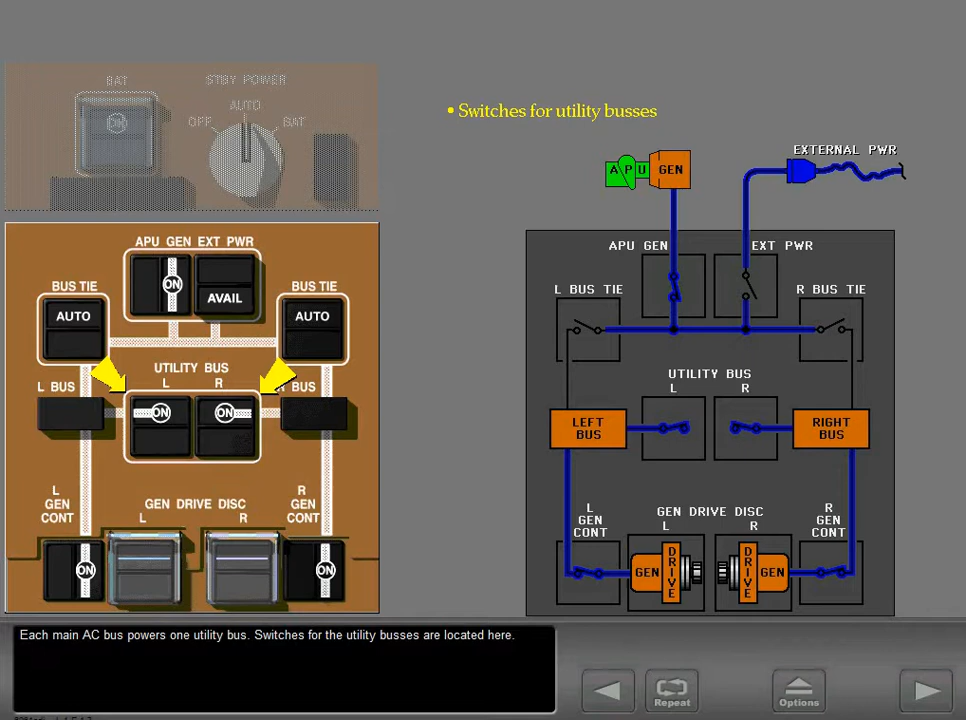 BAT
STBY POWER
AUTO
OFF
BAT
ON
• Switches for utility busses
APU GEN EXT PWR
ON
AVAIL
BUS TIE
AUTO
BUS TIE
AUTO
UTILITY BUS
L R
L BUS
ON
ON
BUS
L
GEN
CONT
GEN DRIVE DISC
L R
R
GEN
CONT
ON
ON
APU GEN
EXTERNAL PWR
APU GEN
EXT PWR
L BUS TIE
R BUS TIE
UTILITY BUS
L R
LEFT
BUS
RIGHT
BUS
L
GEN
CONT
GEN DRIVE DISC
L R
R
GEN
CONT
GEN
DRIVE
DRIVE
GEN
Each main AC bus powers one utility bus. Switches for the utility busses are located here.
Repeat
Options